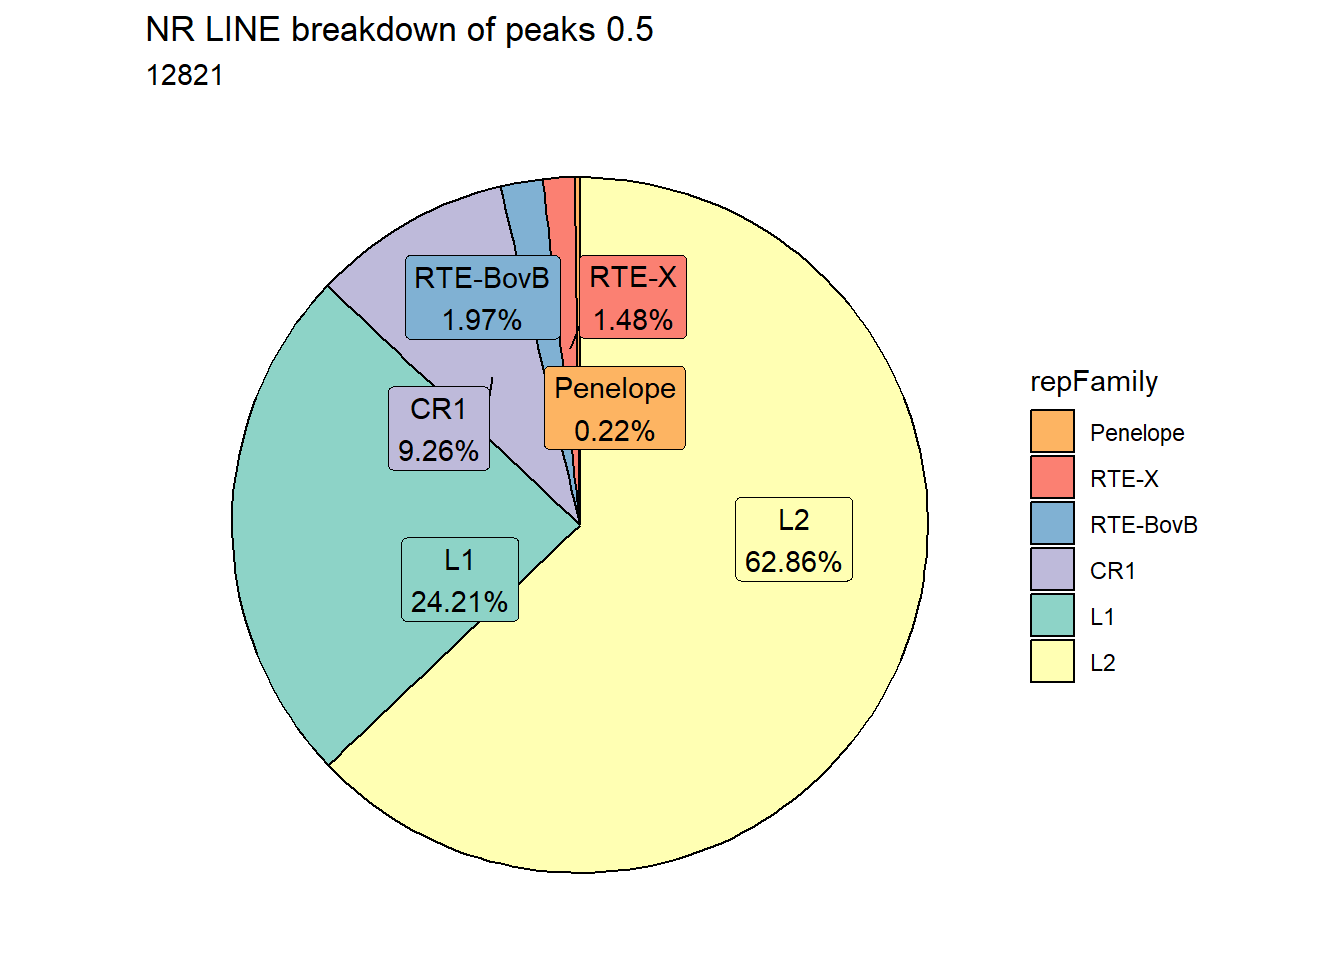 NR LINE breakdown of peaks 0.5
12821
RTE-BovB
1.97%
RTE-X
1.48%
Penelope
0.22%
CR1
9.26%
L2
62.86%
L1
24.21%
repFamily
Penelope
RTE-X
RTE-BovB
CR1
L1
L2